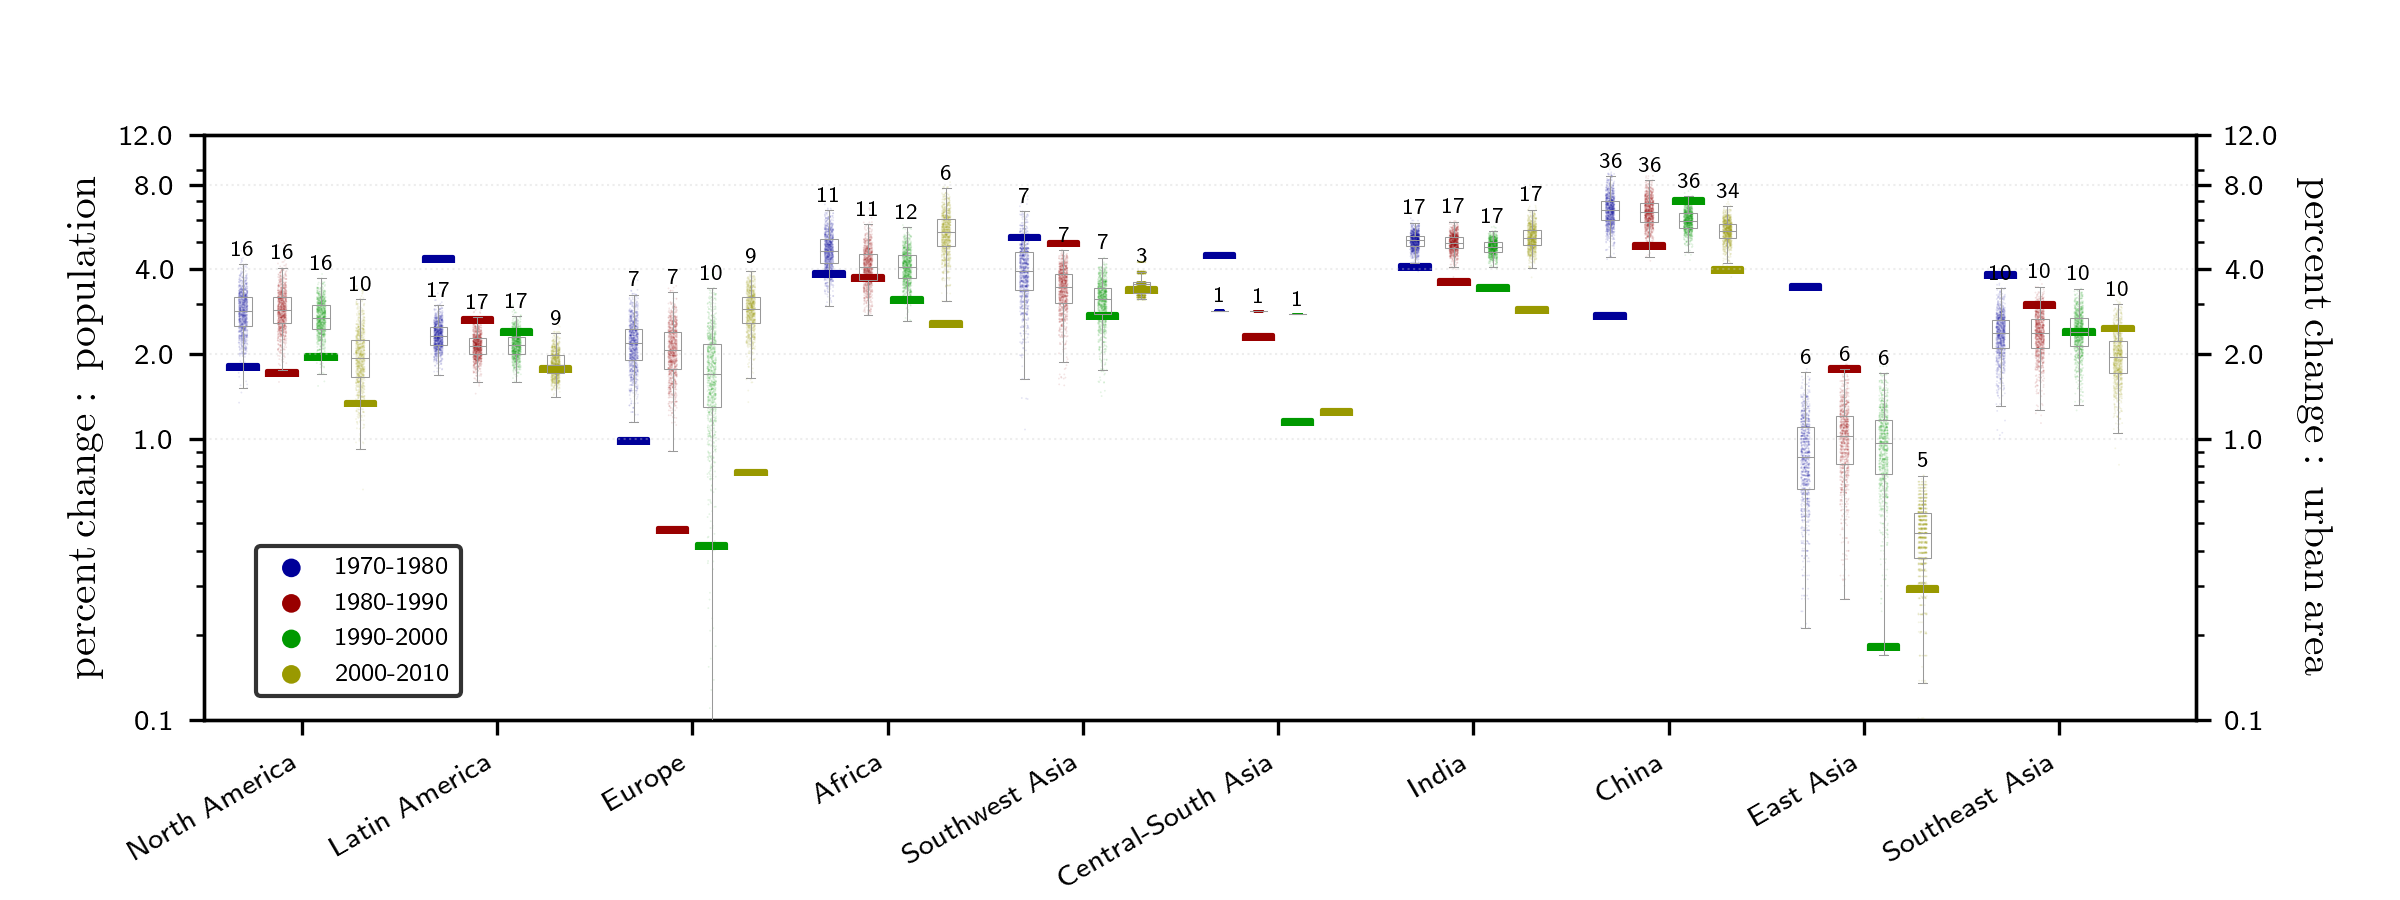 12.0
8.0
4.0
2.0
1.0
0.1
percent change : population
12.0
8.0
4.0
2.0
1.0
0.1
percent change : urban area
16 16 16 10
17 17 17 9
7 7 10 9
11 11 12 6
7 7 7 3
1 1 1
17 17 17 17
36 36 36 34
6 6 6 5
10 10 10 10
1970-1980
1980-1990
1990-2000
2000-2010
North America
Latin America
Europe
Africa
Southwest Asia
Central-South Asia
India
China
East Asia
Southeast Asia